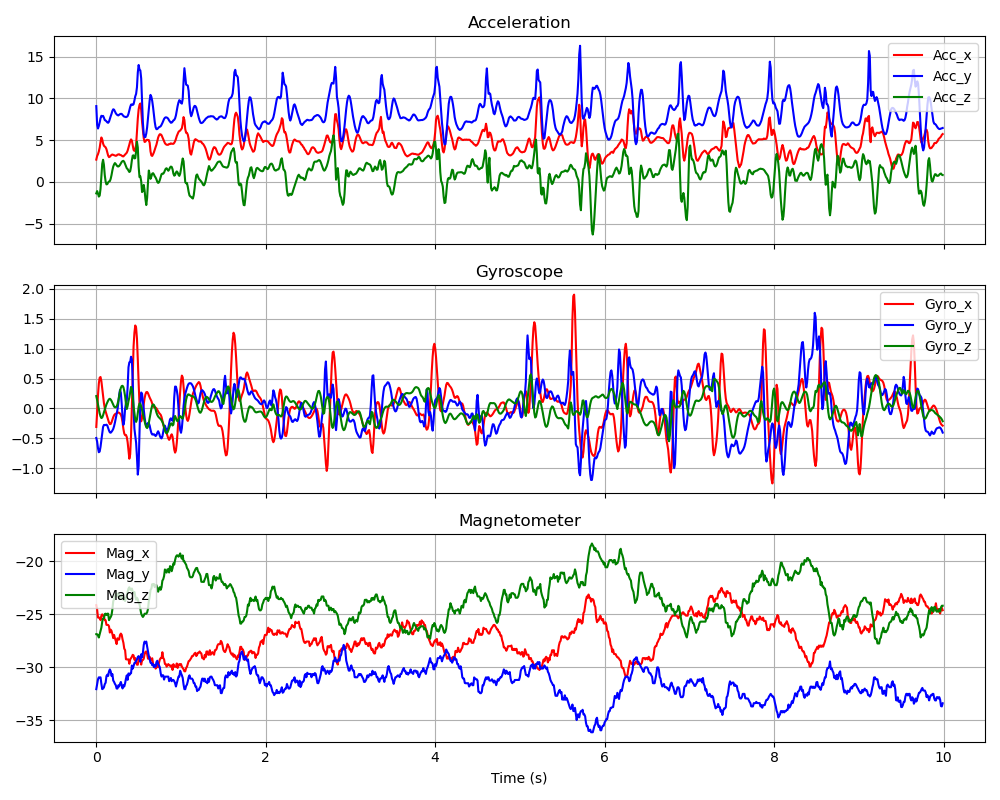 Acceleration
15
10
5
0
−5
Acc_x
Acc_y
Acc_z
Gyroscope
2.0
1.5
1.0
0.5
0.0
−0.5
−1.0
Gyro_x
Gyro_y
Gyro_z
Magnetometer
−20
−25
−30
−35
Mag_x
Mag_y
Mag_z
0 2 4 6 8 10
Time (s)